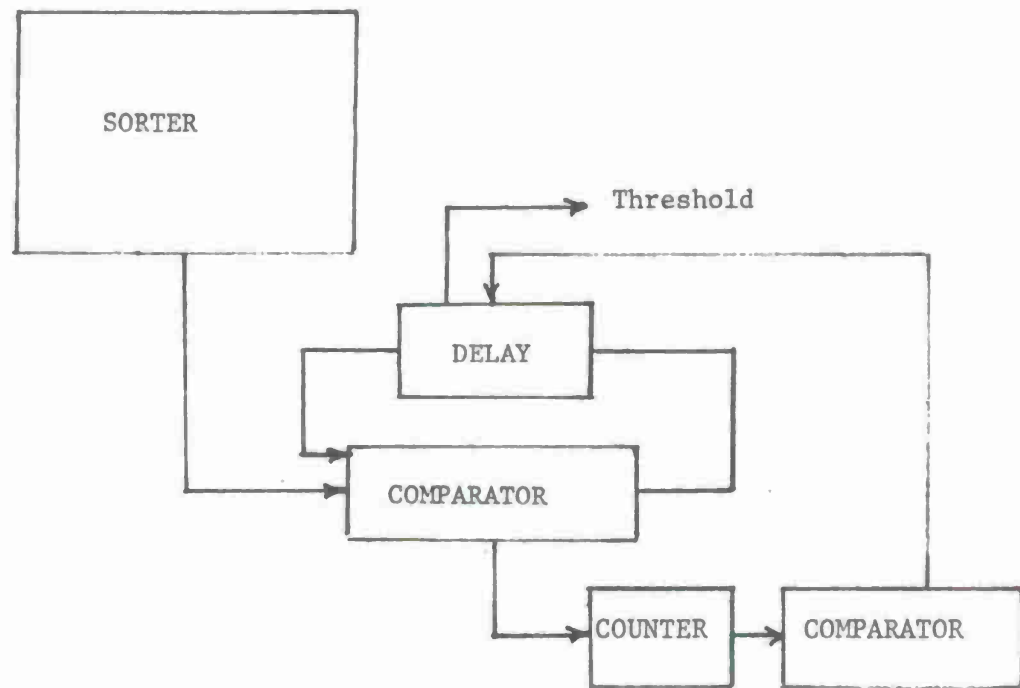 SORTER
Threshold
DELAY
COMPARATOR
COUNTER
COMPARATOR